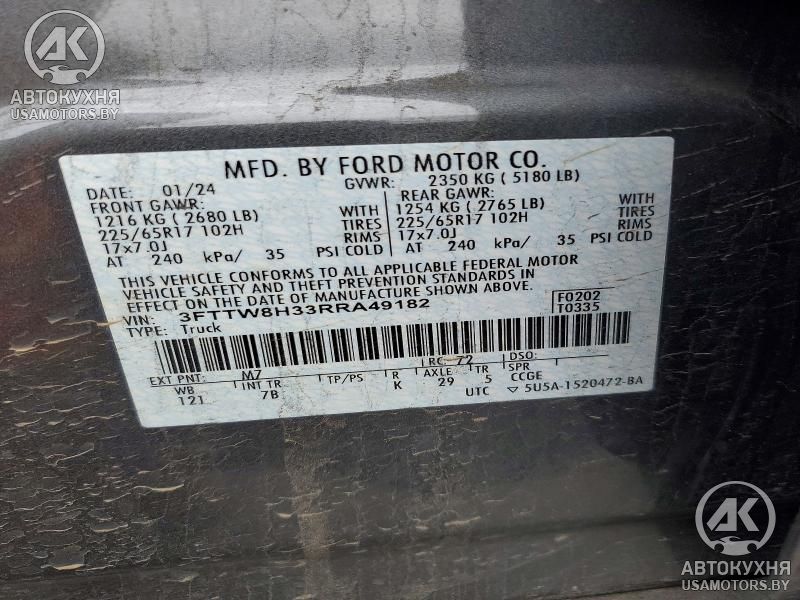 AK
АВТОКУХНЯ
USAMOTORS.BY
MFD. BY FORD MOTOR CO.
DATE: 01/24 GVWR: 2350 KG ( 5180 LB)
FRONT GAWR: REAR GAWR:
1216 KG ( 2680 LB) WITH 1254 KG ( 2765 LB) WITH
225/65R17 102H TIRES 225/65R17 102H TIRES
17x7.0J RIMS 17x7.0J RIMS
AT 240 kPa/ 35 PSI COLD AT 240 kPa/ 35 PSI COLD
THIS VEHICLE CONFORMS TO ALL APPLICABLE FEDERAL MOTOR
VEHICLE SAFETY AND THEFT PREVENTION STANDARDS IN
EFFECT ON THE DATE OF MANUFACTURE SHOWN ABOVE.
VIN: 3FTTW8H33RRA49182 F0202
TYPE: Truck T0335
EXT PNT: M7 RC: 72 DSO:
WB INT TR TP/PS R AXLE TR SPR
121 7B K 29 5 CCGE
UTC ▽ 5U5A-1520472-BA
AK
АВТОКУХНЯ
USAMOTORS.BY